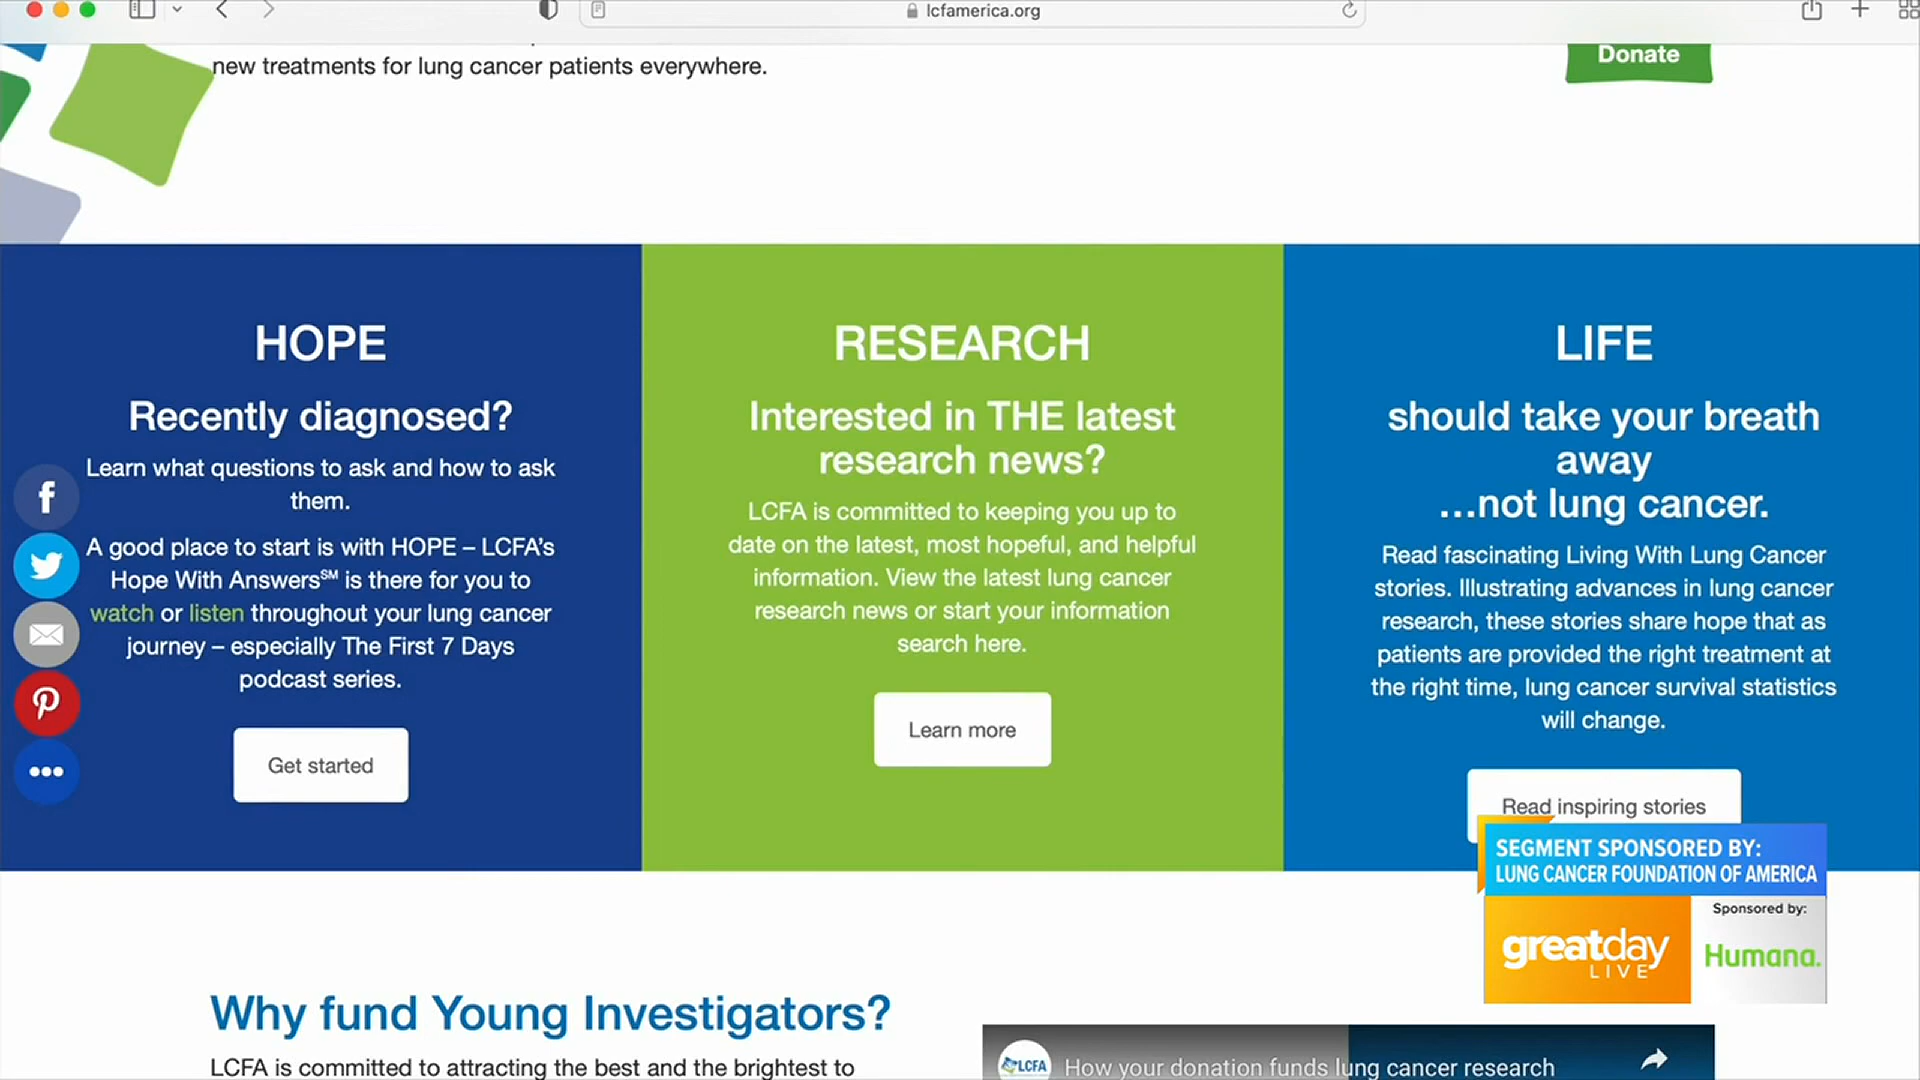 lcfamerica.org
new treatments for lung cancer patients everywhere.
Donate
HOPE
Recently diagnosed?
Learn what questions to ask and how to ask
them.
A good place to start is with HOPE – LCFA's
Hope With Answers℠ is there for you to
watch or listen throughout your lung cancer
journey – especially The First 7 Days
podcast series.
Get started
RESEARCH
Interested in THE latest
research news?
LCFA is committed to keeping you up to
date on the latest, most hopeful, and helpful
information. View the latest lung cancer
research news or start your information
search here.
Learn more
LIFE
should take your breath
away
...not lung cancer.
Read fascinating Living With Lung Cancer
stories. Illustrating advances in lung cancer
research, these stories share hope that as
patients are provided the right treatment at
the right time, lung cancer survival statistics
will change.
Read inspiring stories
SEGMENT SPONSORED BY:
LUNG CANCER FOUNDATION OF AMERICA
greatday
LIVE
Sponsored by:
Humana.
Why fund Young Investigators?
LCFA is committed to attracting the best and the brightest to
LCFA
How your donation funds lung cancer research